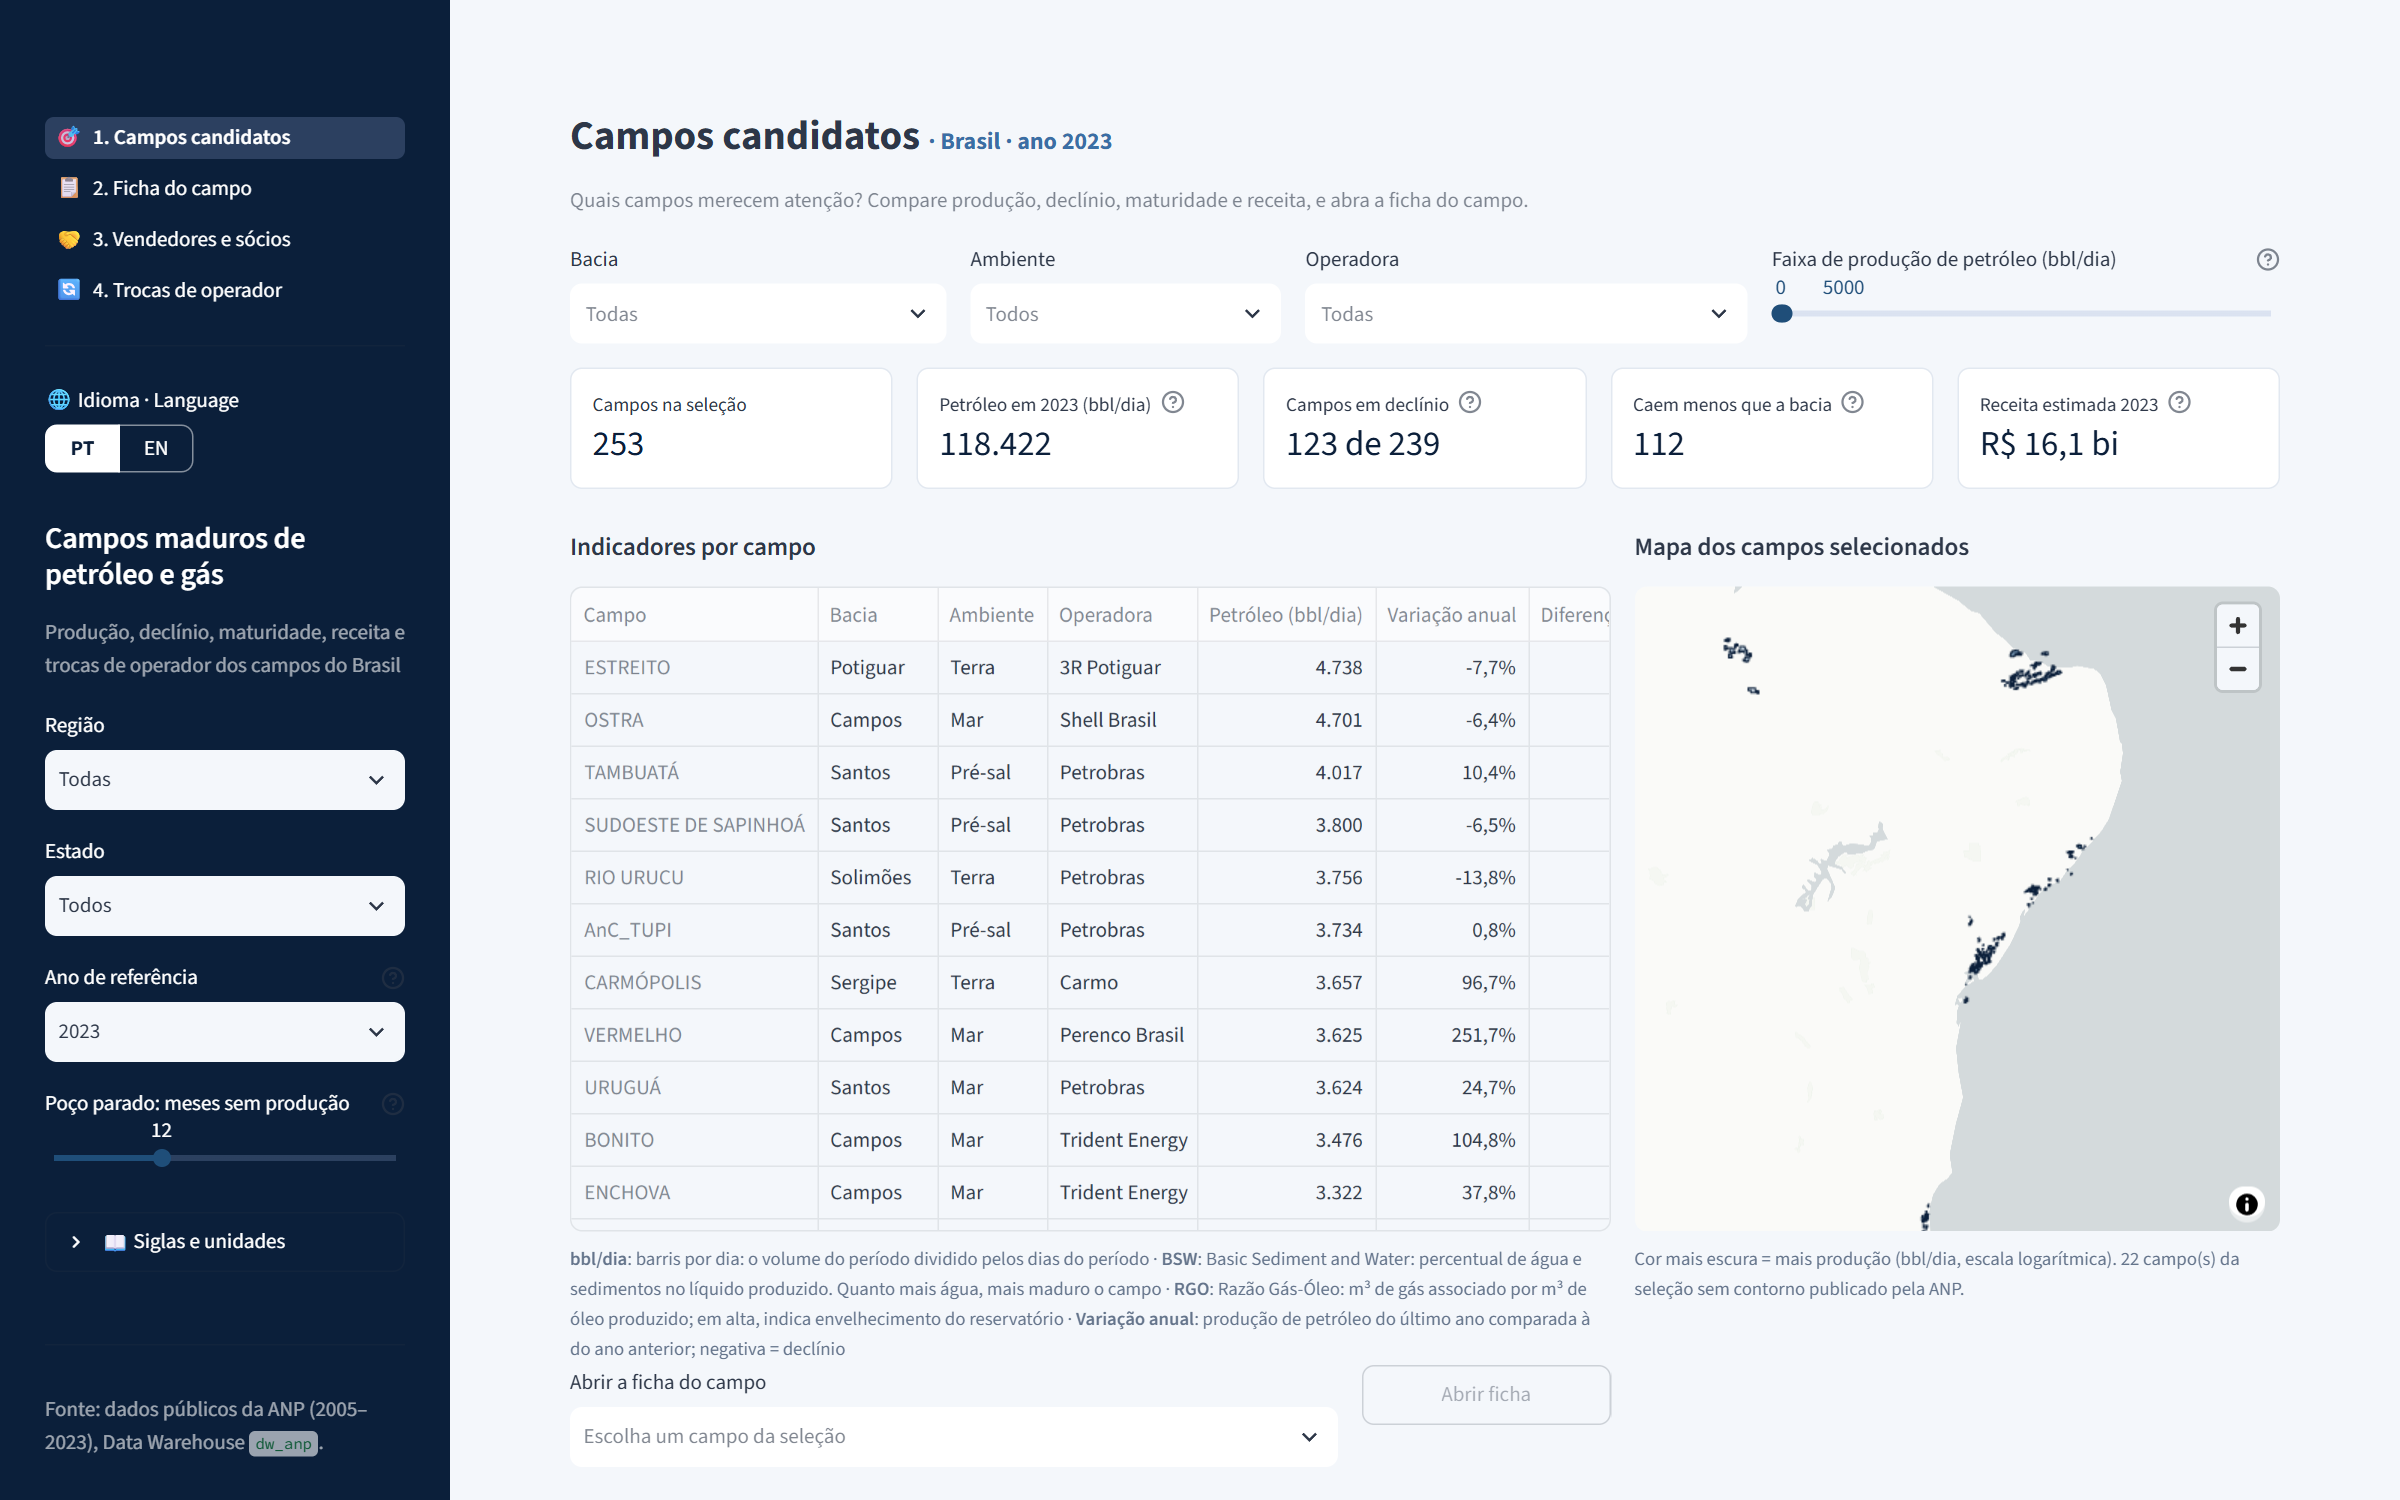 1. Campos candidatos
2. Ficha do campo
3. Vendedores e sócios
4. Trocas de operador
Idioma · Language
PT EN
Campos maduros de
petróleo e gás
Produção, declínio, maturidade, receita e
trocas de operador dos campos do Brasil
Região
Todas
Estado
Todos
Ano de referência
2023
Poço parado: meses sem produção
12
Siglas e unidades
Fonte: dados públicos da ANP (2005–
2023), Data Warehouse dw_anp.
Campos candidatos · Brasil · ano 2023
Quais campos merecem atenção? Compare produção, declínio, maturidade e receita, e abra a ficha do campo.
Bacia Ambiente Operadora Faixa de produção de petróleo (bbl/dia)
0 5000
Todas Todos Todas
Campos na seleção Petróleo em 2023 (bbl/dia) Campos em declínio Caem menos que a bacia Receita estimada 2023
253 118.422 123 de 239 112 R$ 16,1 bi
Indicadores por campo
Campo Bacia Ambiente Operadora Petróleo (bbl/dia) Variação anual Diferenç
ESTREITO Potiguar Terra 3R Potiguar 4.738 -7,7%
OSTRA Campos Mar Shell Brasil 4.701 -6,4%
TAMBUATÁ Santos Pré-sal Petrobras 4.017 10,4%
SUDOESTE DE SAPINHOÁ Santos Pré-sal Petrobras 3.800 -6,5%
RIO URUCU Solimões Terra Petrobras 3.756 -13,8%
AnC_TUPI Santos Pré-sal Petrobras 3.734 0,8%
CARMÓPOLIS Sergipe Terra Carmo 3.657 96,7%
VERMELHO Campos Mar Perenco Brasil 3.625 251,7%
URUGUÁ Santos Mar Petrobras 3.624 24,7%
BONITO Campos Mar Trident Energy 3.476 104,8%
ENCHOVA Campos Mar Trident Energy 3.322 37,8%
bbl/dia: barris por dia: o volume do período dividido pelos dias do período · BSW: Basic Sediment and Water: percentual de água e
sedimentos no líquido produzido. Quanto mais água, mais maduro o campo · RGO: Razão Gás-Óleo: m³ de gás associado por m³ de
óleo produzido; em alta, indica envelhecimento do reservatório · Variação anual: produção de petróleo do último ano comparada à
do ano anterior; negativa = declínio
Abrir a ficha do campo
Escolha um campo da seleção
Abrir ficha
Mapa dos campos selecionados
Cor mais escura = mais produção (bbl/dia, escala logarítmica). 22 campo(s) da
seleção sem contorno publicado pela ANP.